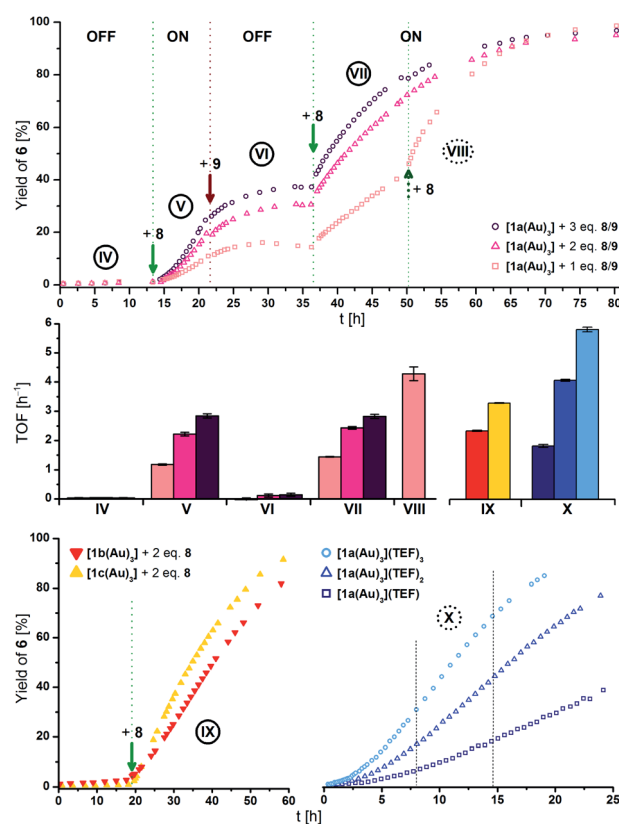 OFF ON OFF ON
100
80
60
40
20
0
Yield of 6 [%]
+ 8
+ 9
+ 8
+ 8
IV
V
VI
VII
VIII
[1a(Au)₃] + 3 eq. 8/9
[1a(Au)₃] + 2 eq. 8/9
[1a(Au)₃] + 1 eq. 8/9
0 5 10 15 20 25 30 35 40 45 50 55 60 65 70 75 80
t [h]
6
5
4
3
2
1
0
TOF [h⁻¹]
IV V VI VII VIII IX X
[1b(Au)₃] + 2 eq. 8
[1c(Au)₃] + 2 eq. 8
100
80
60
40
20
0
Yield of 6 [%]
+ 8
IX
0 10 20 30 40 50 60
[1a(Au)₃](TEF)₃
[1a(Au)₃](TEF)₂
[1a(Au)₃](TEF)
X
0 5 10 15 20 25
t [h]